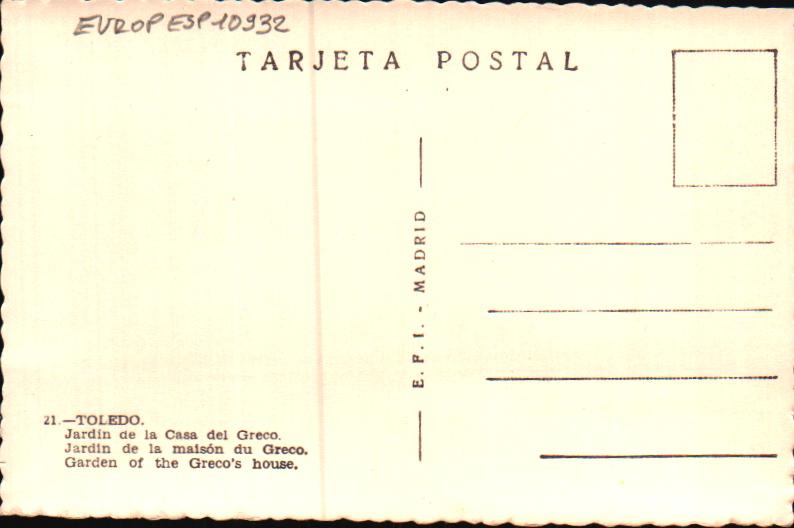 EUROPESP10932
TARJETA POSTAL
E. F. I. - MADRID
21.—TOLEDO.
Jardín de la Casa del Greco.
Jardin de la maisón du Greco.
Garden of the Greco's house.